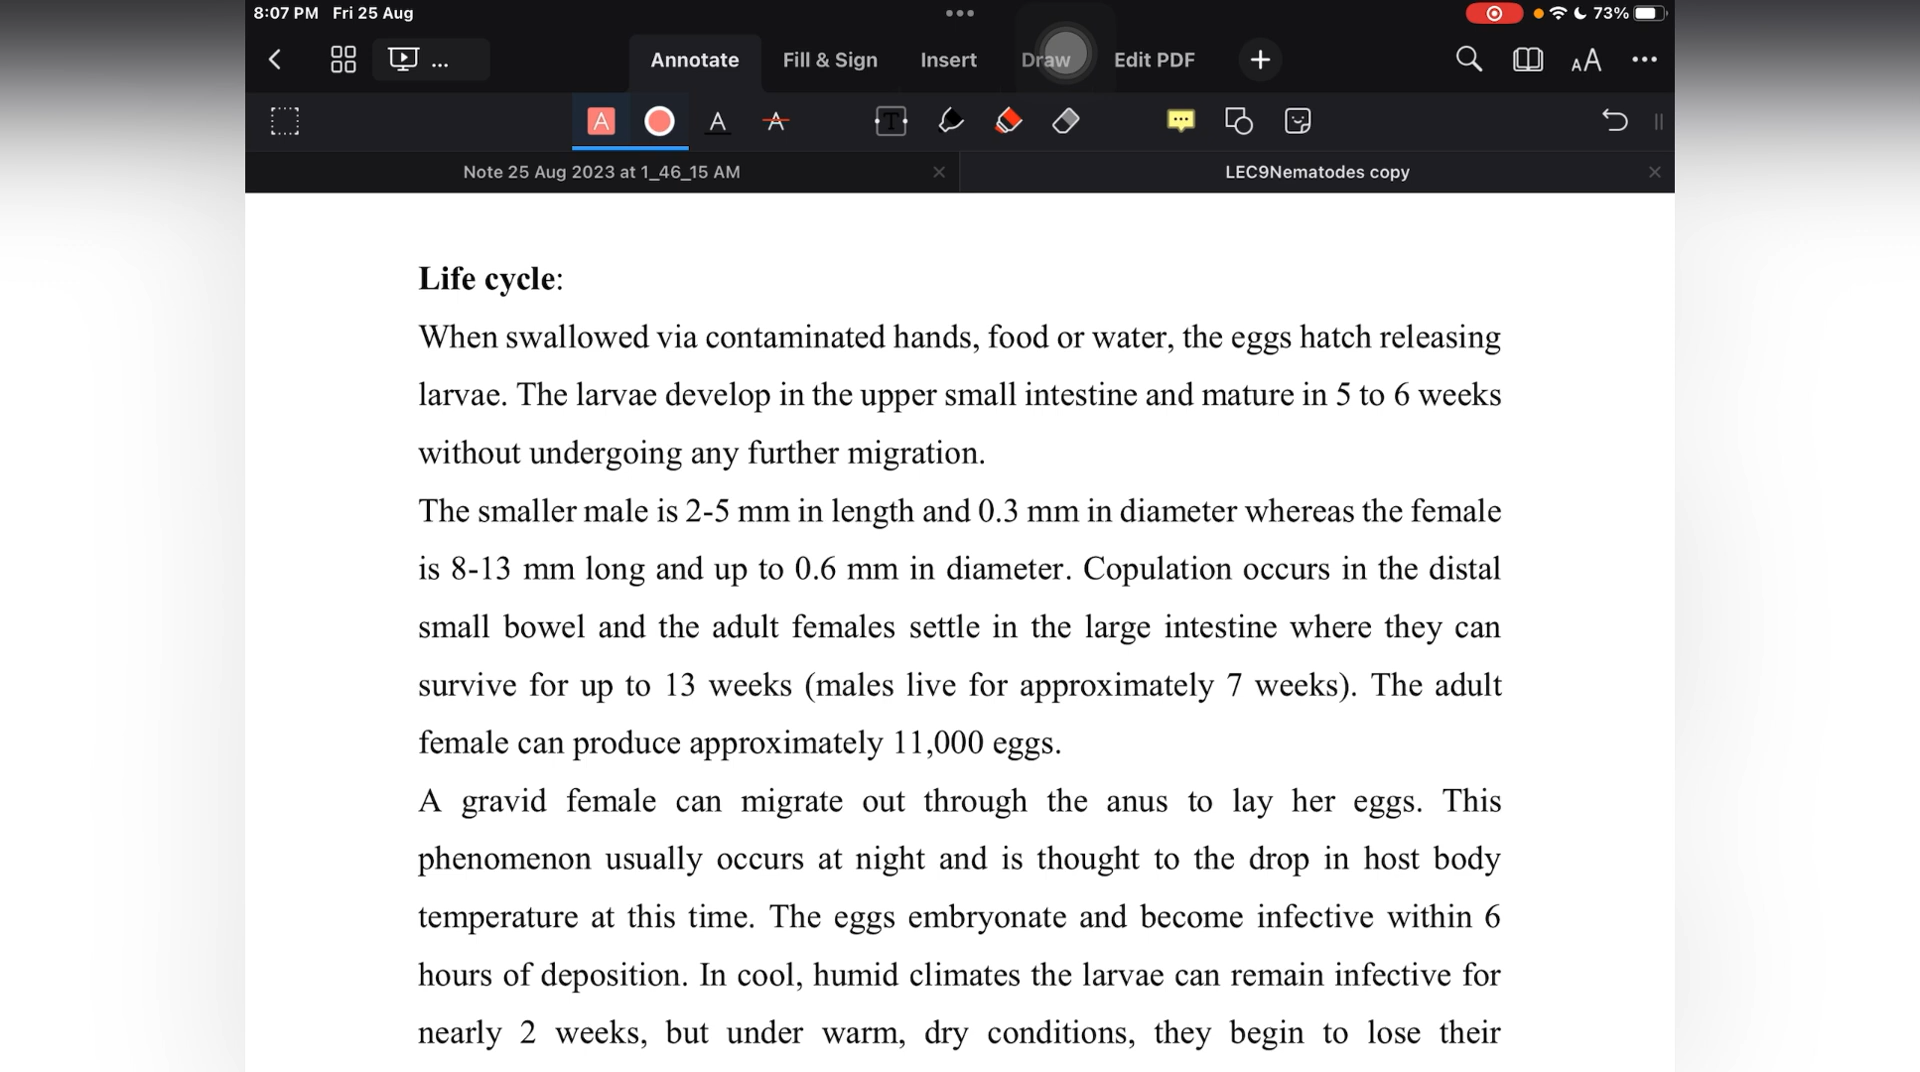 8:07 PM Fri 25 Aug
73%
Annotate Fill & Sign Insert Draw Edit PDF
Note 25 Aug 2023 at 1_46_15 AM
LEC9Nematodes copy
Life cycle:
When swallowed via contaminated hands, food or water, the eggs hatch releasing
larvae. The larvae develop in the upper small intestine and mature in 5 to 6 weeks
without undergoing any further migration.
The smaller male is 2-5 mm in length and 0.3 mm in diameter whereas the female
is 8-13 mm long and up to 0.6 mm in diameter. Copulation occurs in the distal
small bowel and the adult females settle in the large intestine where they can
survive for up to 13 weeks (males live for approximately 7 weeks). The adult
female can produce approximately 11,000 eggs.
A gravid female can migrate out through the anus to lay her eggs. This
phenomenon usually occurs at night and is thought to the drop in host body
temperature at this time. The eggs embryonate and become infective within 6
hours of deposition. In cool, humid climates the larvae can remain infective for
nearly 2 weeks, but under warm, dry conditions, they begin to lose their